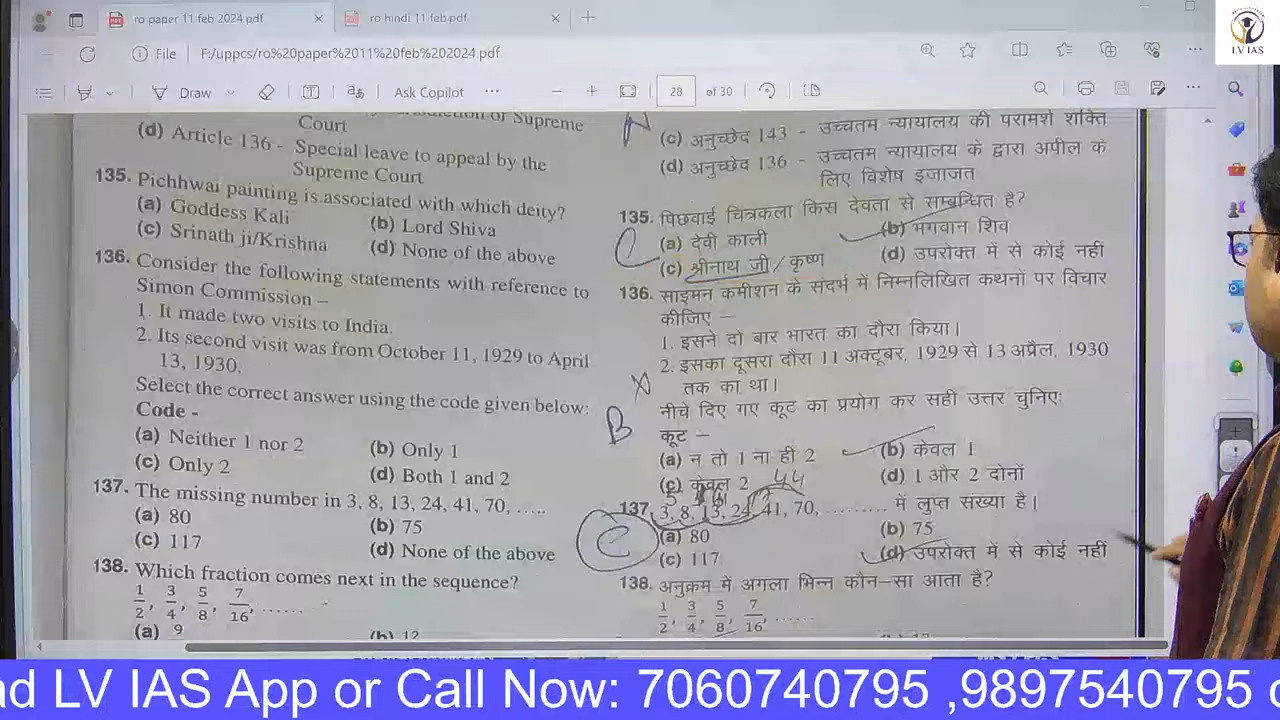 ro paper 11 feb 2024.pdf
ro hindi 11 feb.pdf
LV IAS
File
F:/uppcs/ro%20paper%2011%20feb%202024.pdf
Draw
Ask Copilot
28 of 30
Court
of Supreme
(d) Article 136 - Special leave to appeal by the
Supreme Court
135. Pichhwai painting is associated with which deity?
(a) Goddess Kali
(b) Lord Shiva
(c) Srinath ji/Krishna
(d) None of the above
136. Consider the following statements with reference to
Simon Commission –
1. It made two visits to India.
2. Its second visit was from October 11, 1929 to April
13, 1930.
Select the correct answer using the code given below:
Code -
(a) Neither 1 nor 2
(b) Only 1
(c) Only 2
(d) Both 1 and 2
137. The missing number in 3, 8, 13, 24, 41, 70, .....
(a) 80
(b) 75
(c) 117
(d) None of the above
138. Which fraction comes next in the sequence?
1/2, 3/4, 5/8, 7/16, ......
(a) 9
(b) 12
(c) अनुच्छेद 143 - उच्चतम न्यायालय की परामर्श शक्ति
(d) अनुच्छेद 136 - उच्चतम न्यायालय के द्वारा अपील के
लिए विशेष इजाजत
135. पिछवाई चित्रकला किस देवता से सम्बन्धित है?
(a) देवी काली
(b) भगवान शिव
(c) श्रीनाथ जी / कृष्ण
(d) उपरोक्त में से कोई नहीं
136. साइमन कमीशन के संदर्भ में निम्नलिखित कथनों पर विचार
कीजिए –
1. इसने दो बार भारत का दौरा किया।
2. इसका दूसरा दौरा 11 अक्टूबर, 1929 से 13 अप्रैल, 1930
तक का था।
नीचे दिए गए कूट का प्रयोग कर सही उत्तर चुनिएः
B
कूट –
(a) न तो 1 ना ही 2
(b) केवल 1
(c) केवल 2
44
(d) 1 और 2 दोनों
137. 3, 8, 13, 24, 41, 70, ......... में लुप्त संख्या है।
(a) 80
(b) 75
(c) 117
(d) उपरोक्त में से कोई नहीं
138. अनुक्रम में अगला भिन्न कौन–सा आता है?
1/2, 3/4, 5/8, 7/16, ......
ad LV IAS App or Call Now: 7060740795 ,9897540795 o